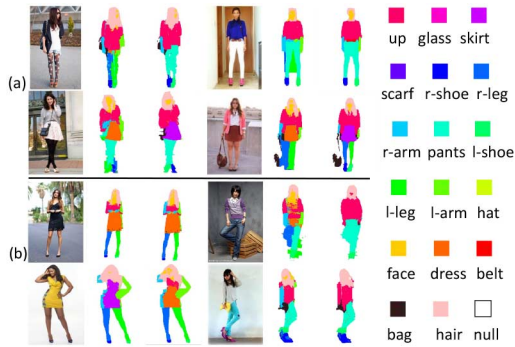 (a)
(b)
up glass skirt
scarf r-shoe r-leg
r-arm pants l-shoe
l-leg l-arm hat
face dress belt
bag hair null